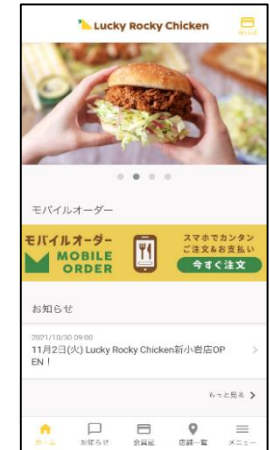 Lucky Rocky Chicken
モバイルオーダー
モバイルオーダー
MOBILE
ORDER
スマホでカンタン
ご注文&お支払い
今すぐ注文
お知らせ
2021/10/30 09:00
11月2日(火) Lucky Rocky Chicken新小岩店OP
EN！
もっと見る
ホーム
お知らせ
会員証
店舗一覧
メニュー